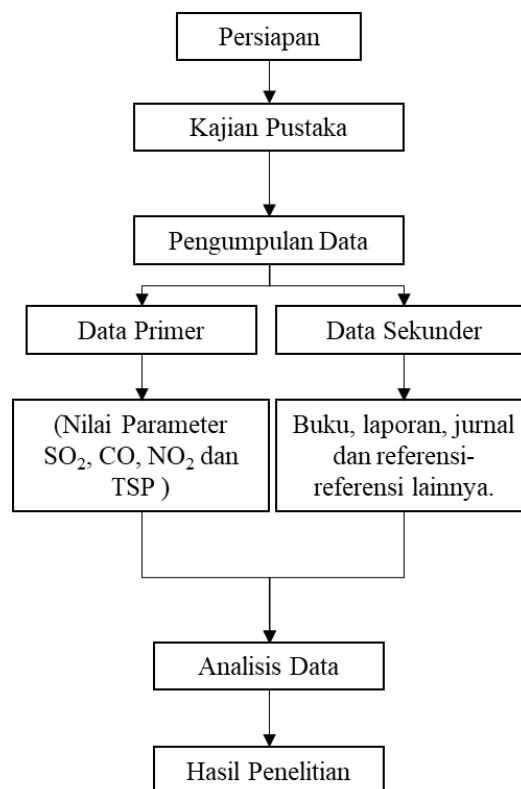 Persiapan
Kajian Pustaka
Pengumpulan Data
Data Primer
Data Sekunder
(Nilai Parameter
SO₂, CO, NO₂ dan
TSP )
Buku, laporan, jurnal
dan referensi-
referensi lainnya.
Analisis Data
Hasil Penelitian